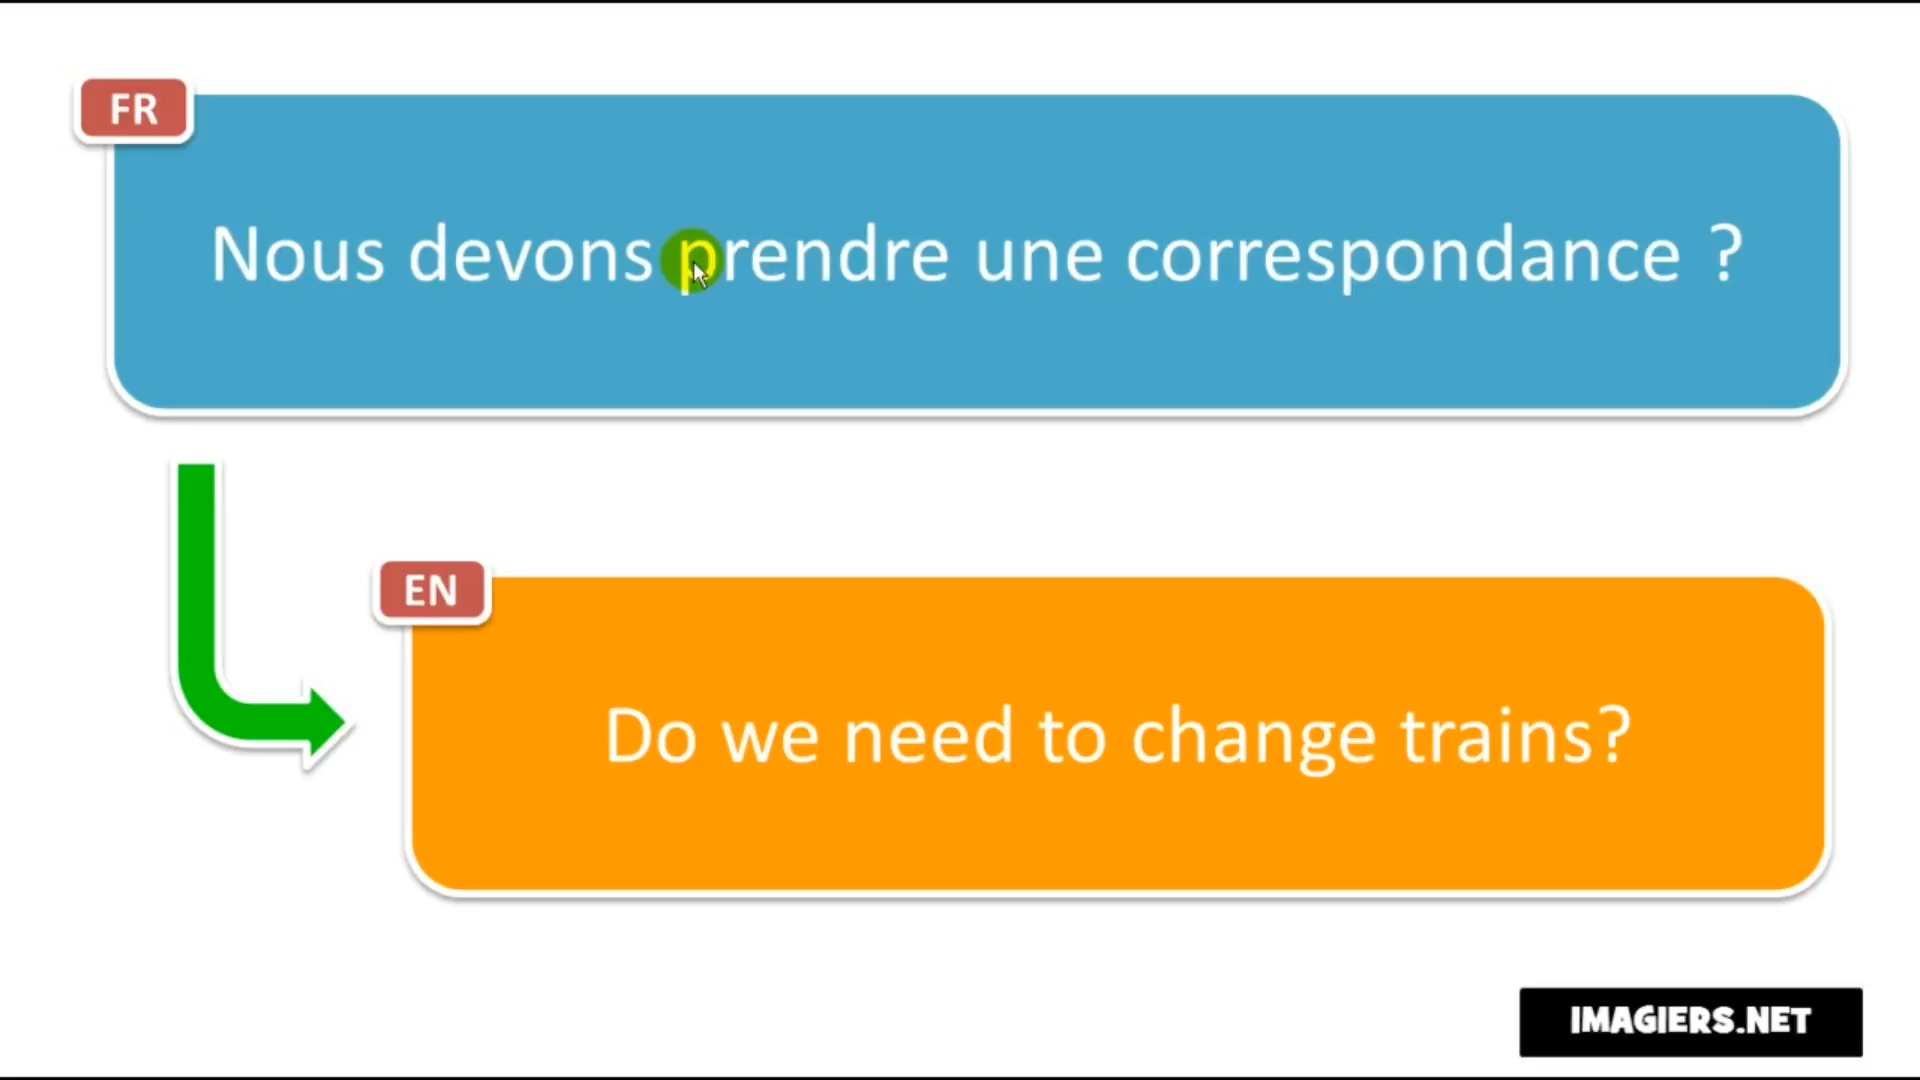 FR
Nous devons prendre une correspondance ?
EN
Do we need to change trains?
IMAGIERS.NET